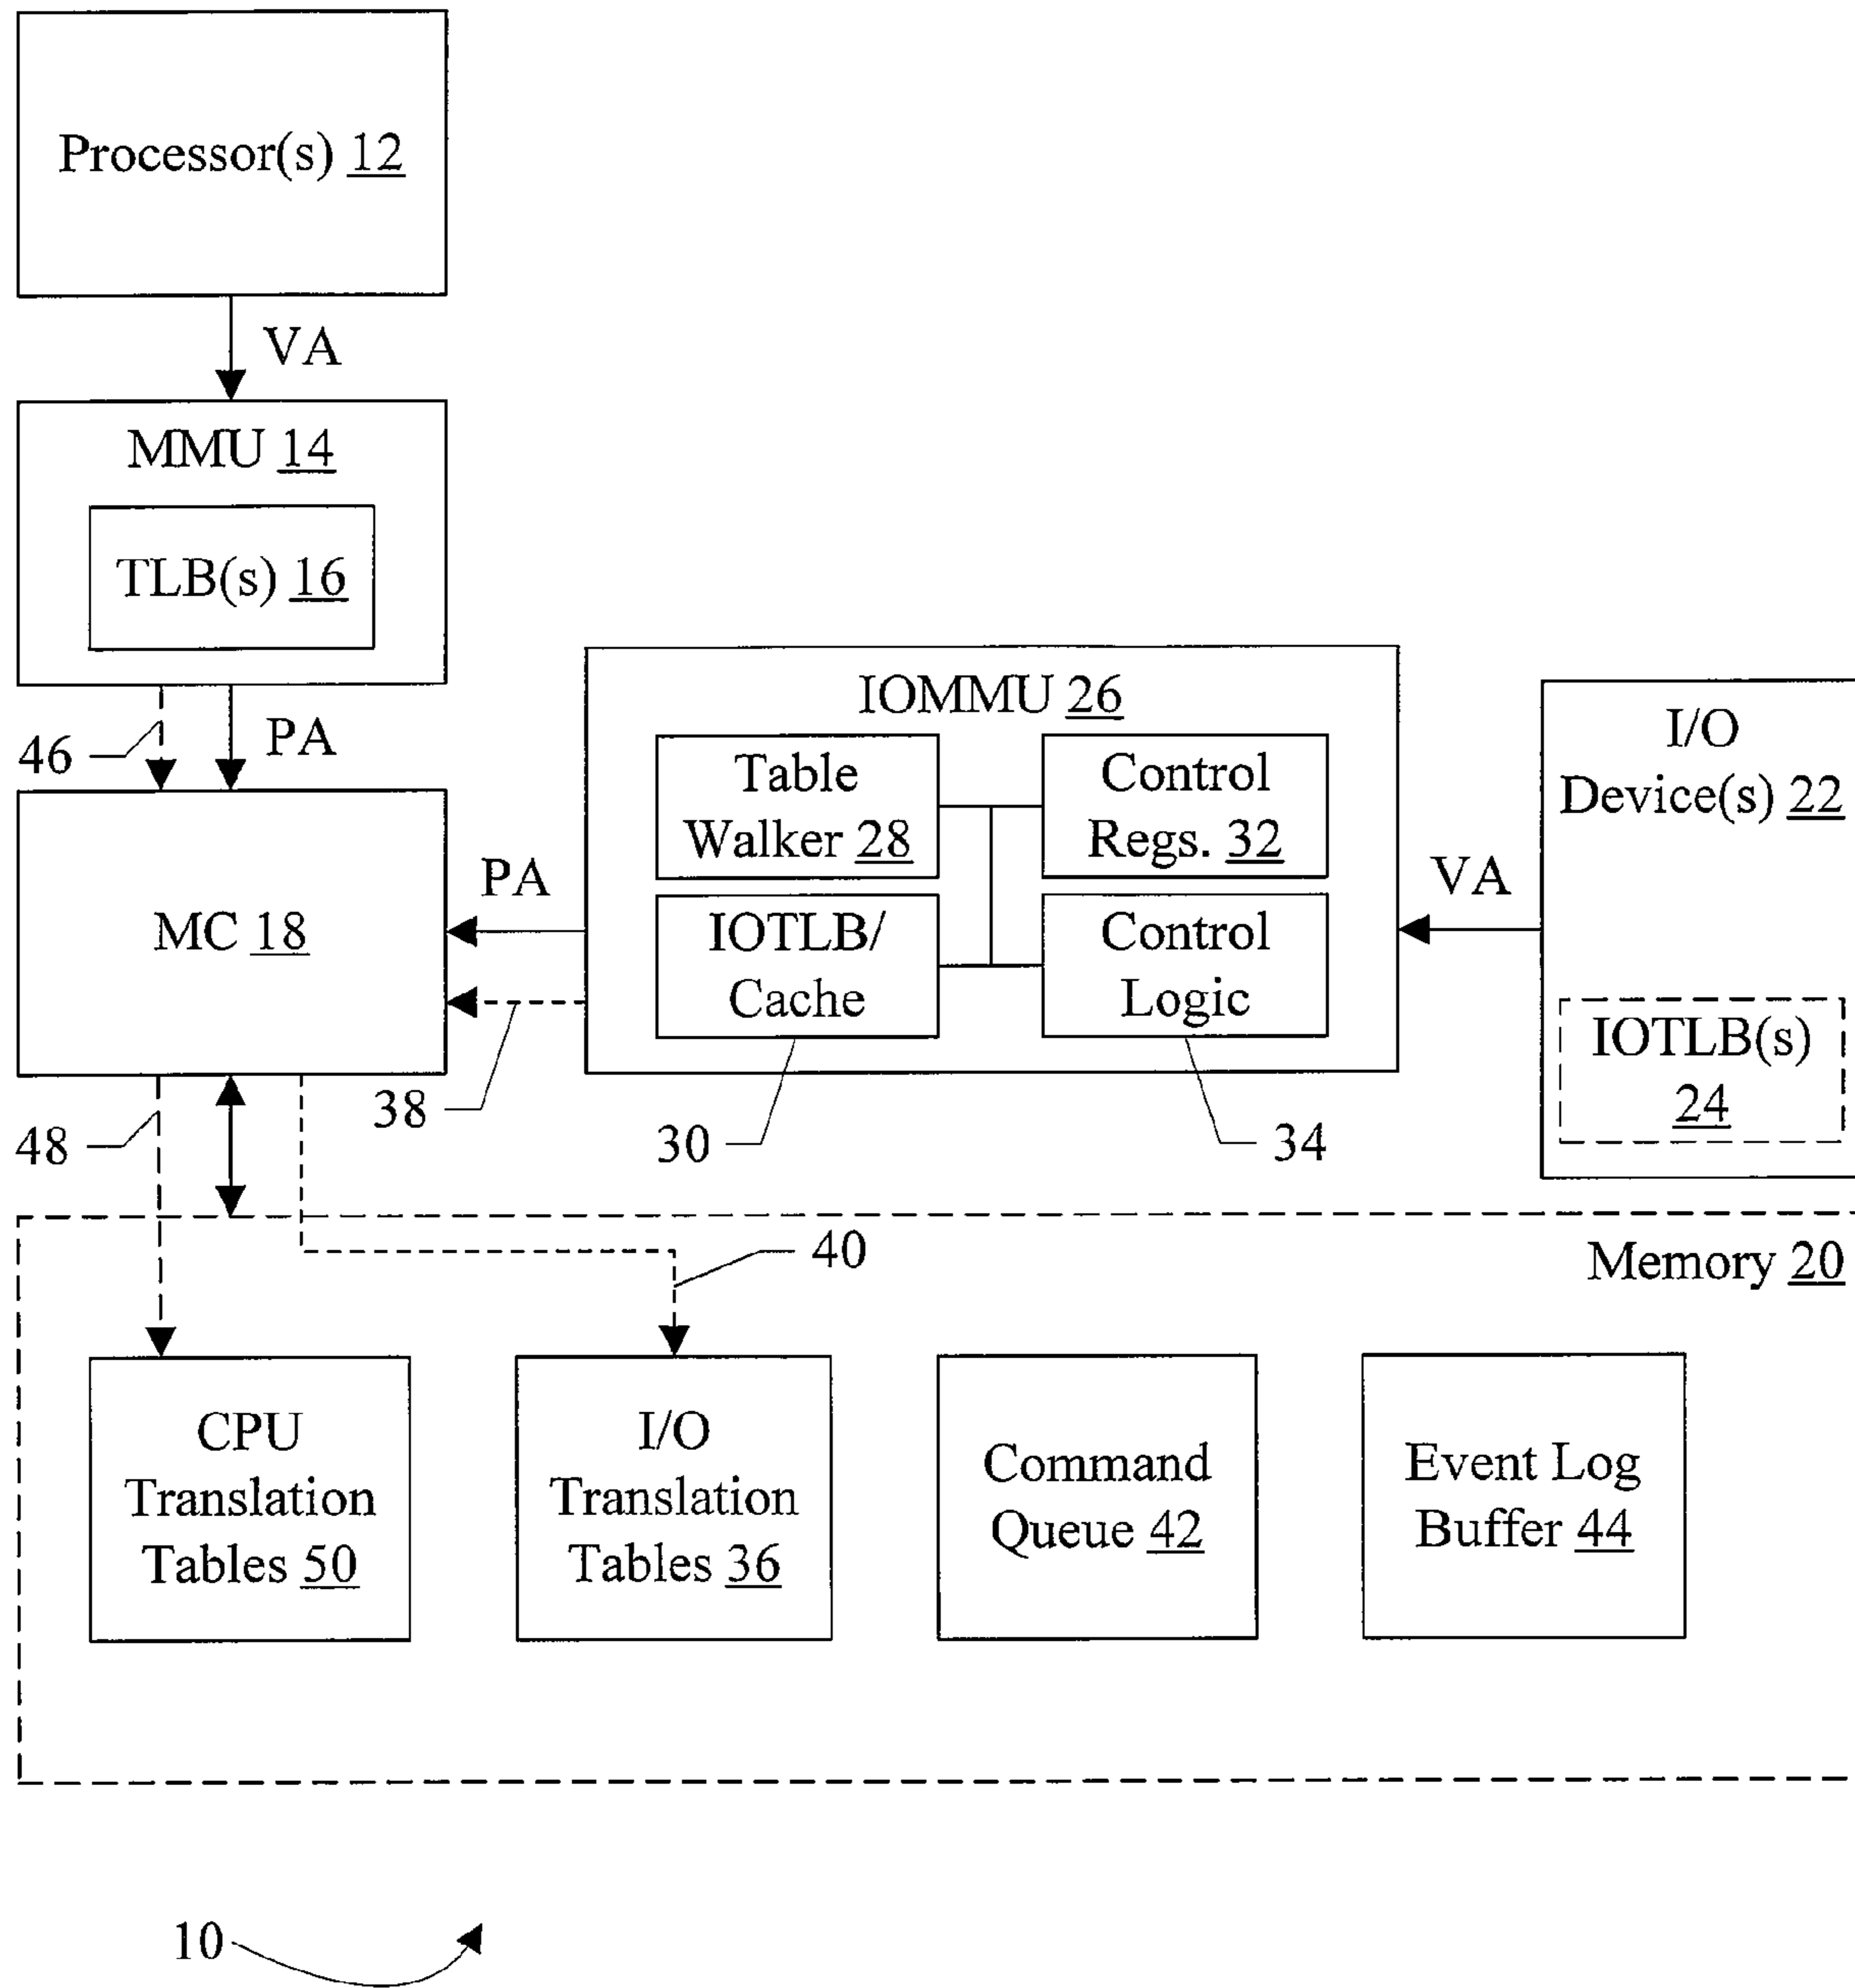 Processor(s) 12
VA
MMU 14
TLB(s) 16
46
PA
MC 18
PA
38
48
IOMMU 26
Table
Walker 28
Control
Regs. 32
IOTLB/
Cache
Control
Logic
30
34
VA
I/O
Device(s) 22
IOTLB(s)
24
40
Memory 20
CPU
Translation
Tables 50
I/O
Translation
Tables 36
Command
Queue 42
Event Log
Buffer 44
10